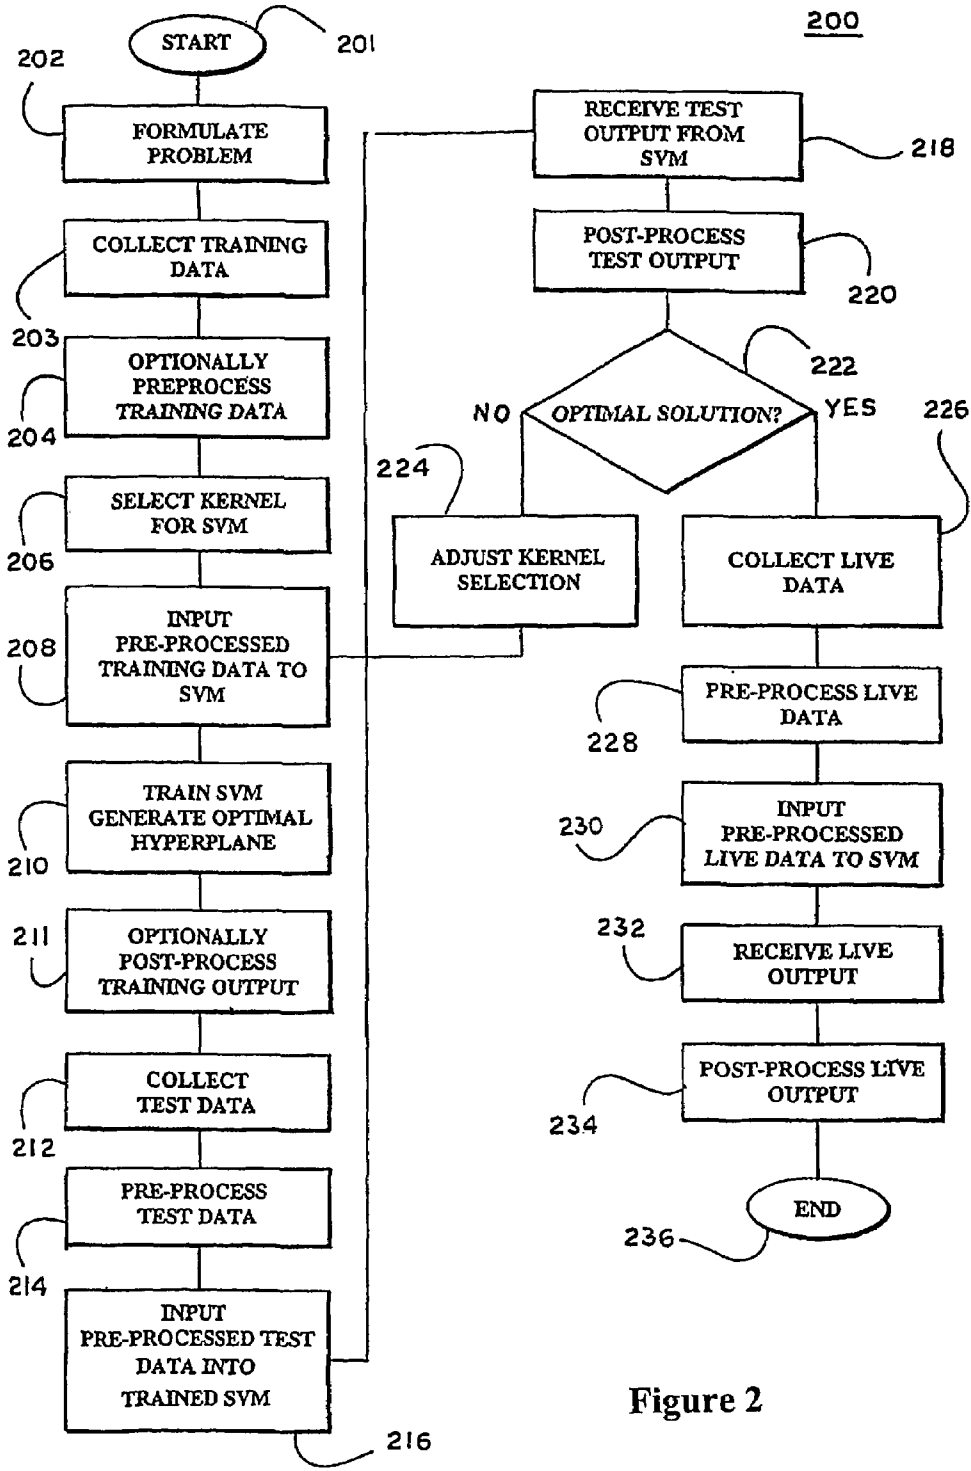 200
START
201
202
FORMULATE
PROBLEM
COLLECT TRAINING
DATA
203
OPTIONALLY
PREPROCESS
TRAINING DATA
204
SELECT KERNEL
FOR SVM
206
INPUT
PRE-PROCESSED
TRAINING DATA TO
SVM
208
TRAIN SVM
GENERATE OPTIMAL
HYPERPLANE
210
211
OPTIONALLY
POST-PROCESS
TRAINING OUTPUT
COLLECT
TEST DATA
212
PRE-PROCESS
TEST DATA
214
INPUT
PRE-PROCESSED TEST
DATA INTO
TRAINED SVM
216
RECEIVE TEST
OUTPUT FROM
SVM
218
POST-PROCESS
TEST OUTPUT
220
222
OPTIMAL SOLUTION?
NO
YES
224
ADJUST KERNEL
SELECTION
226
COLLECT LIVE
DATA
PRE-PROCESS LIVE
DATA
228
INPUT
PRE-PROCESSED
LIVE DATA TO SVM
230
232
RECEIVE LIVE
OUTPUT
POST-PROCESS LIVE
OUTPUT
234
END
236
Figure 2